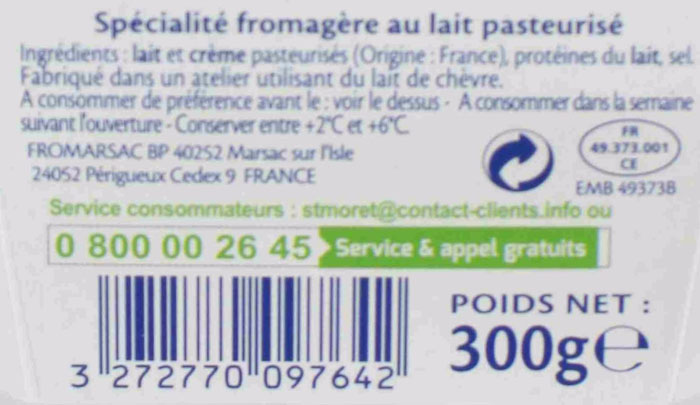 Spécialité fromagère au lait pasteurisé
Ingrédients : lait et crème pasteurisés (Origine : France), protéines du lait, sel.
Fabriqué dans un atelier utilisant du lait de chèvre.
A consommer de préférence avant le : voir le dessus - A consommer dans la semaine
suivant l'ouverture - Conserver entre +2°C et +6°C.
FROMARSAC BP 40252 Marsac sur l'Isle
24052 Périgueux Cedex 9 FRANCE
FR
49.373.001
CE
EMB 49373B
Service consommateurs : stmoret@contact-clients.info ou
0 800 00 26 45 Service & appel gratuits
POIDS NET :
300g℮
3 272770 097642